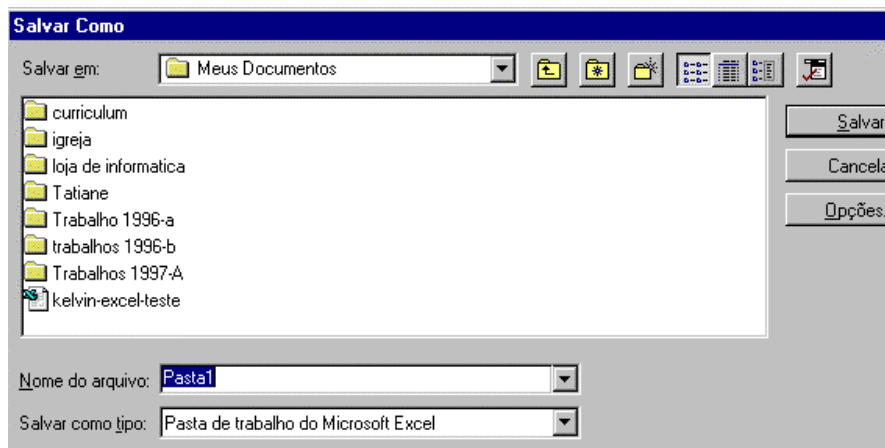 Salvar Como
Salvar em: Meus Documentos
curriculum
igreja
loja de informatica
Tatiane
Trabalho 1996-a
trabalhos 1996-b
Trabalhos 1997-A
kelvin-excel-teste
Salvar
Cancela
Opções.
Nome do arquivo: Pasta1
Salvar como tipo: Pasta de trabalho do Microsoft Excel